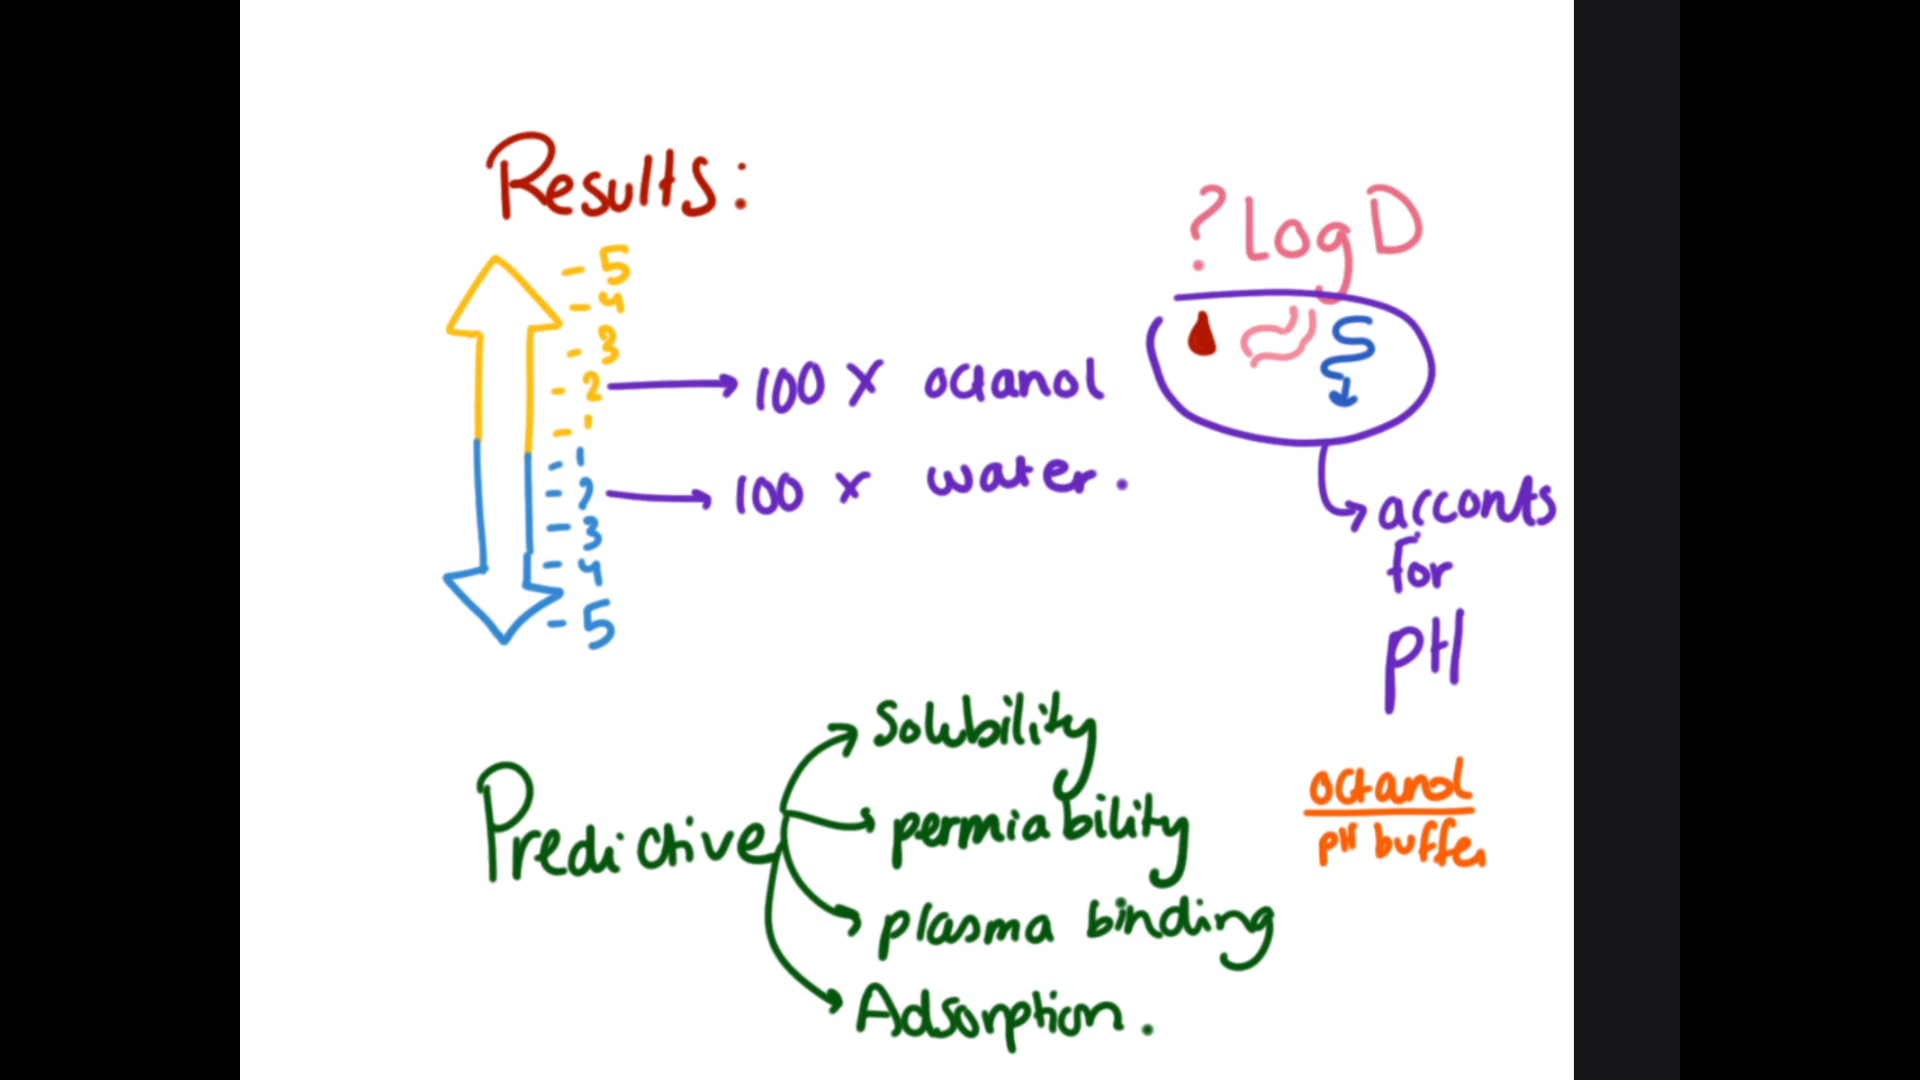 Results:
- 5
- 4
- 3
- 2 → 100 x octanol
- 1
- 1
- 2 → 100 x water.
- 3
- 4
- 5
? Log D
acconts
for
pH
Predictive
Solubility
permiability
plasma binding
Adsorption.
octanol
pH buffer